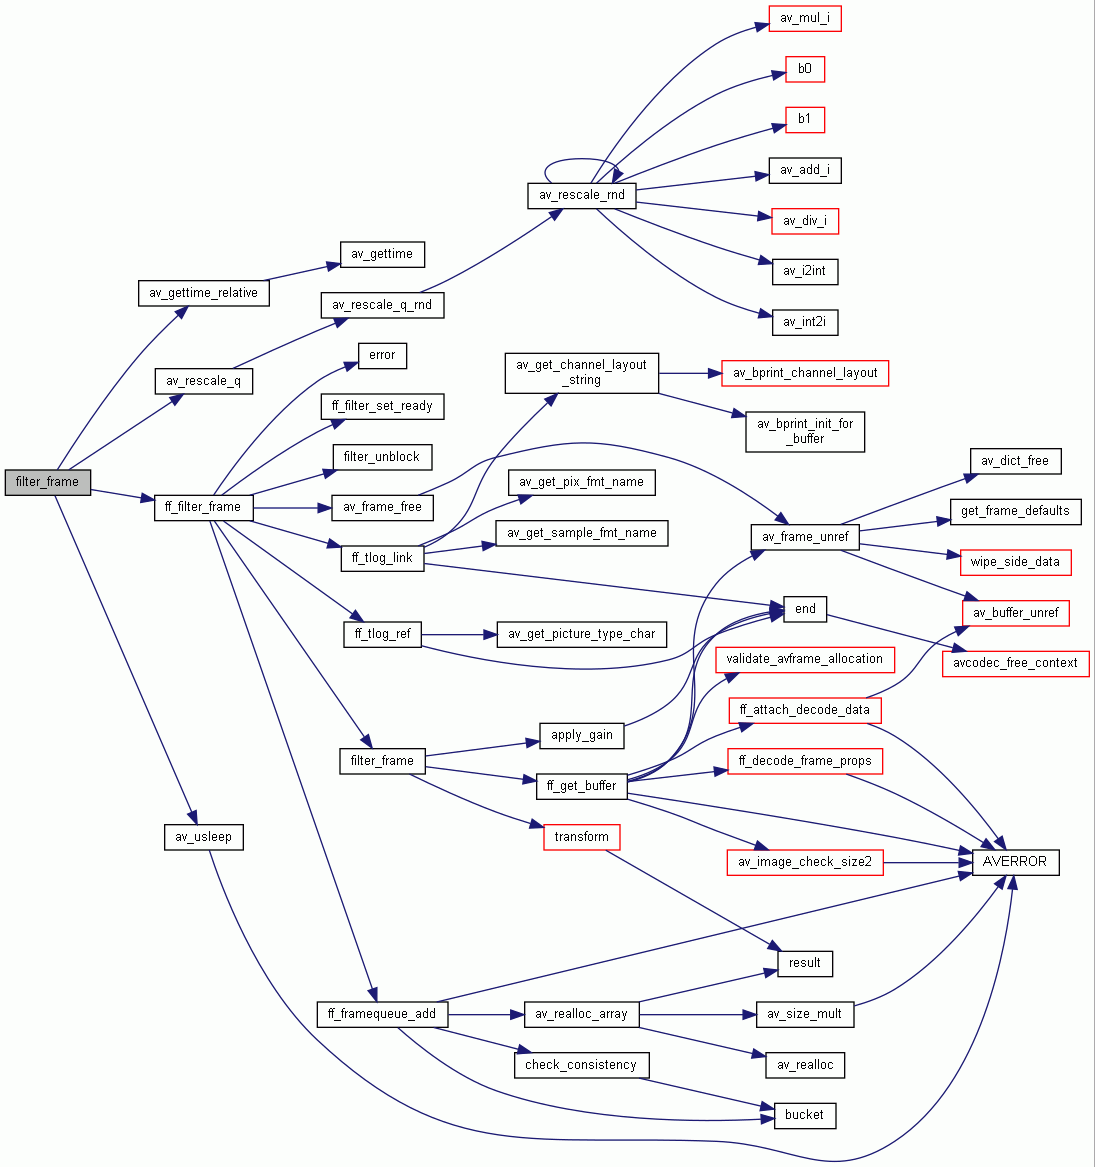 av_mul_i
b0
b1
av_add_i
av_rescale_rnd
av_div_i
av_gettime
av_i2int
av_gettime_relative
av_rescale_q_rnd
av_int2i
error
av_get_channel_layout
_string
av_bprint_channel_layout
av_rescale_q
ff_filter_set_ready
av_bprint_init_for
_buffer
filter_unblock
av_dict_free
filter_frame
av_get_pix_fmt_name
ff_filter_frame
av_frame_free
get_frame_defaults
av_get_sample_fmt_name
av_frame_unref
ff_tlog_link
wipe_side_data
end
av_buffer_unref
ff_tlog_ref
av_get_picture_type_char
validate_avframe_allocation
avcodec_free_context
ff_attach_decode_data
apply_gain
filter_frame
ff_decode_frame_props
ff_get_buffer
av_usleep
transform
av_image_check_size2
AVERROR
result
ff_framequeue_add
av_realloc_array
av_size_mult
check_consistency
av_realloc
bucket